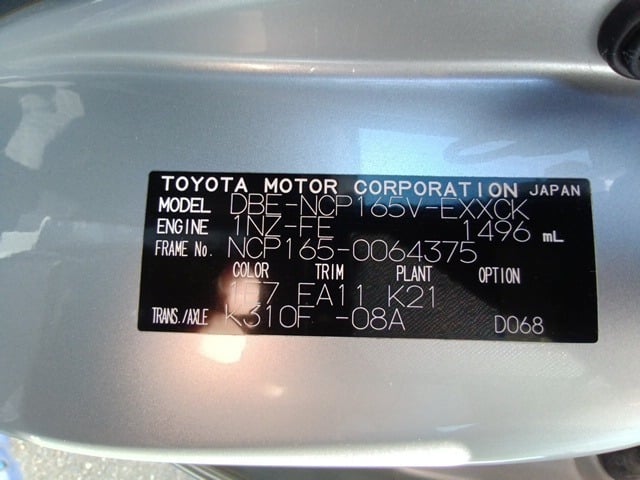 TOYOTA MOTOR CORPORATION JAPAN
MODEL DBE-NCP165V-EXXCK
ENGINE 1NZ-FE 1496 mL
FRAME No. NCP165-0064375
COLOR TRIM PLANT OPTION
1E7 EA11 K21
TRANS./AXLE K310F -08A D068